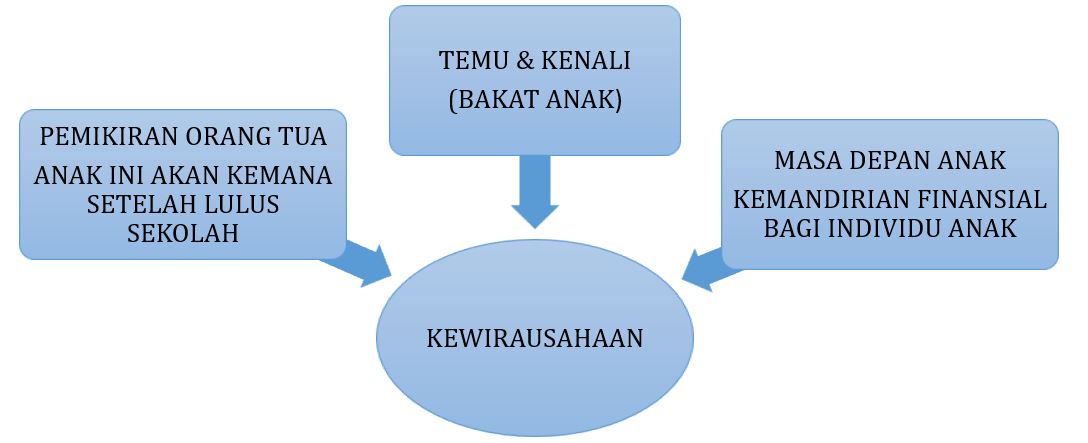 TEMU & KENALI
(BAKAT ANAK)
PEMIKIRAN ORANG TUA
ANAK INI AKAN KEMANA
SETELAH LULUS
SEKOLAH
MASA DEPAN ANAK
KEMANDIRIAN FINANSIAL
BAGI INDIVIDU ANAK
KEWIRAUSAHAAN